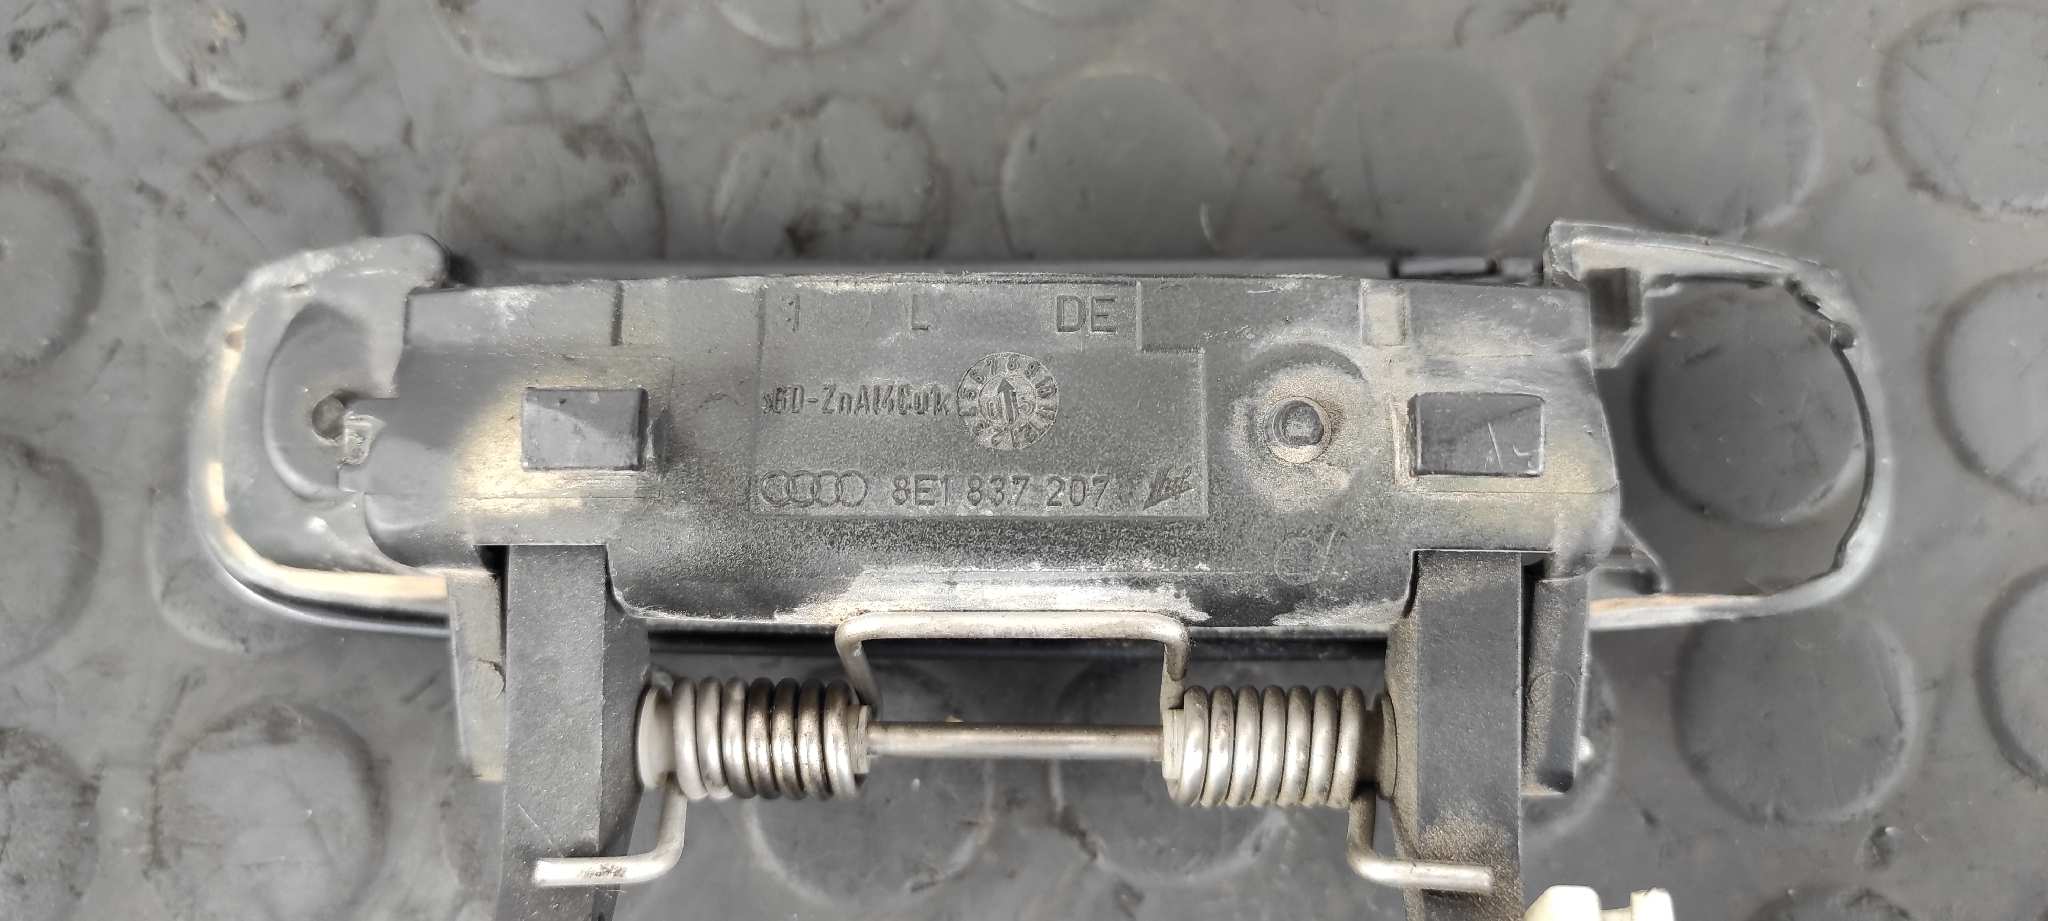 1 L DE
>GD-ZnAl4Cu1<
8E1 837 207